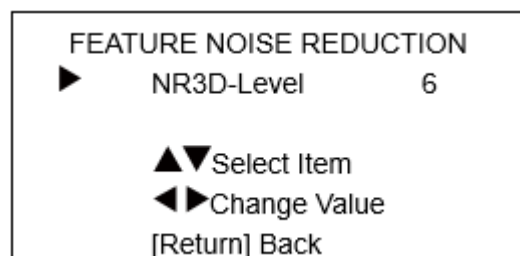 FEATURE NOISE REDUCTION
▶ NR3D-Level 6
▲▼Select Item
◀▶Change Value
[Return] Back